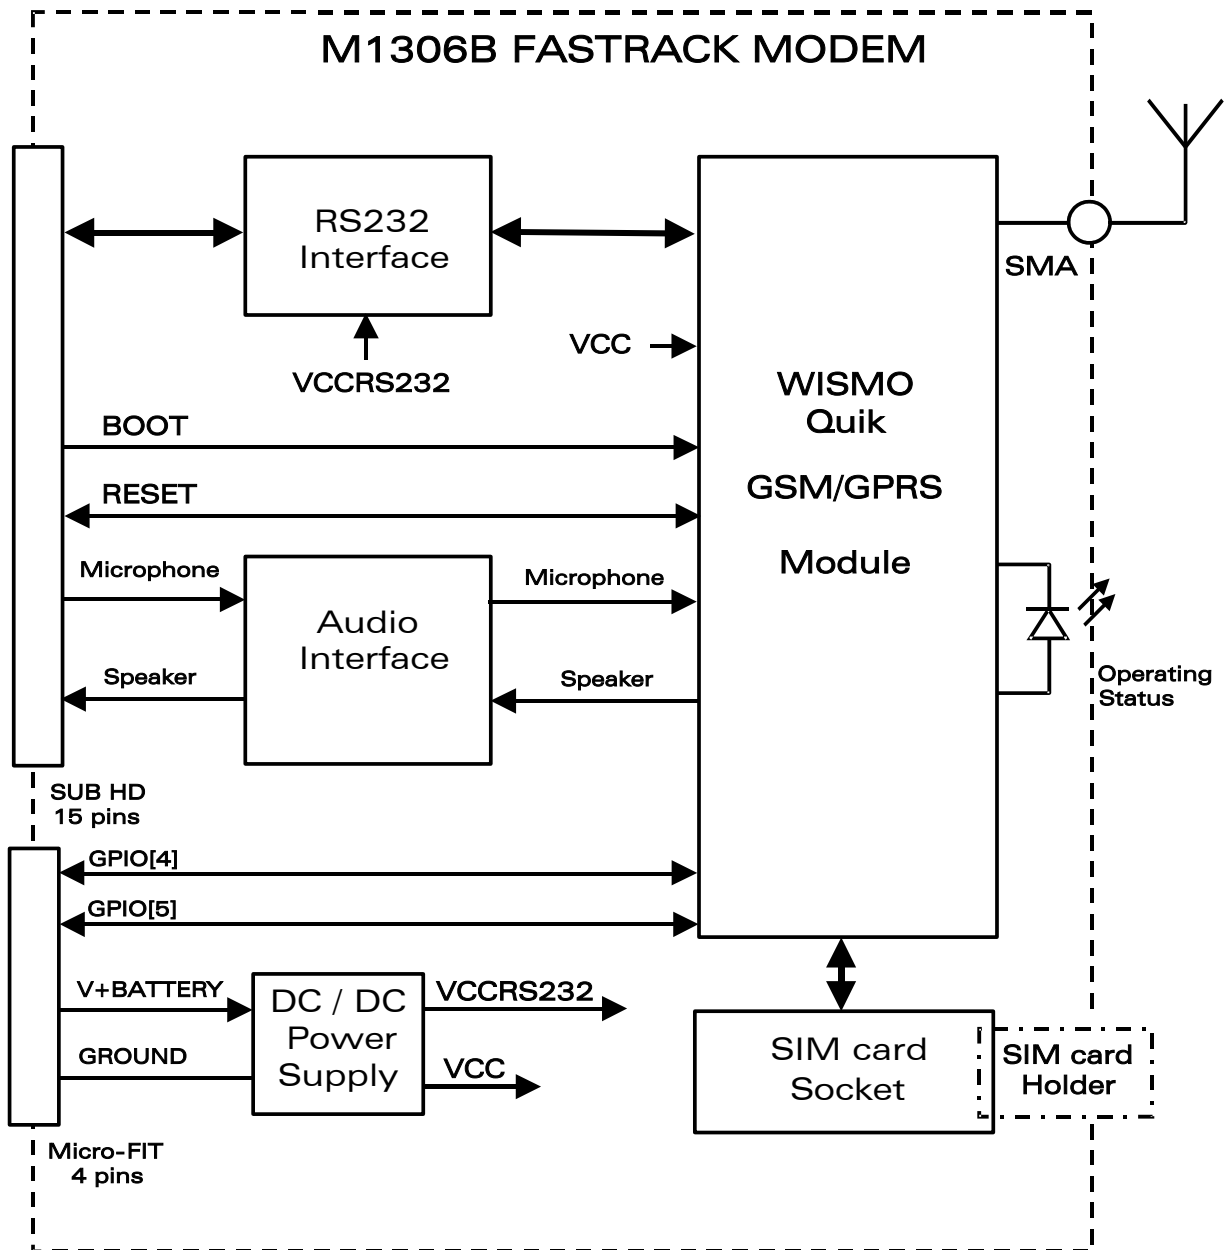 M1306B FASTRACK MODEM
RS232
Interface
SMA
VCC
VCCRS232
WISMO
Quik
GSM/GPRS
Module
BOOT
RESET
Microphone
Microphone
Audio
Interface
Speaker
Speaker
Operating
Status
SUB HD
15 pins
GPIO[4]
GPIO[5]
V+BATTERY
GROUND
DC / DC
Power
Supply
VCCRS232
VCC
SIM card
Socket
SIM card
Holder
Micro-FIT
4 pins